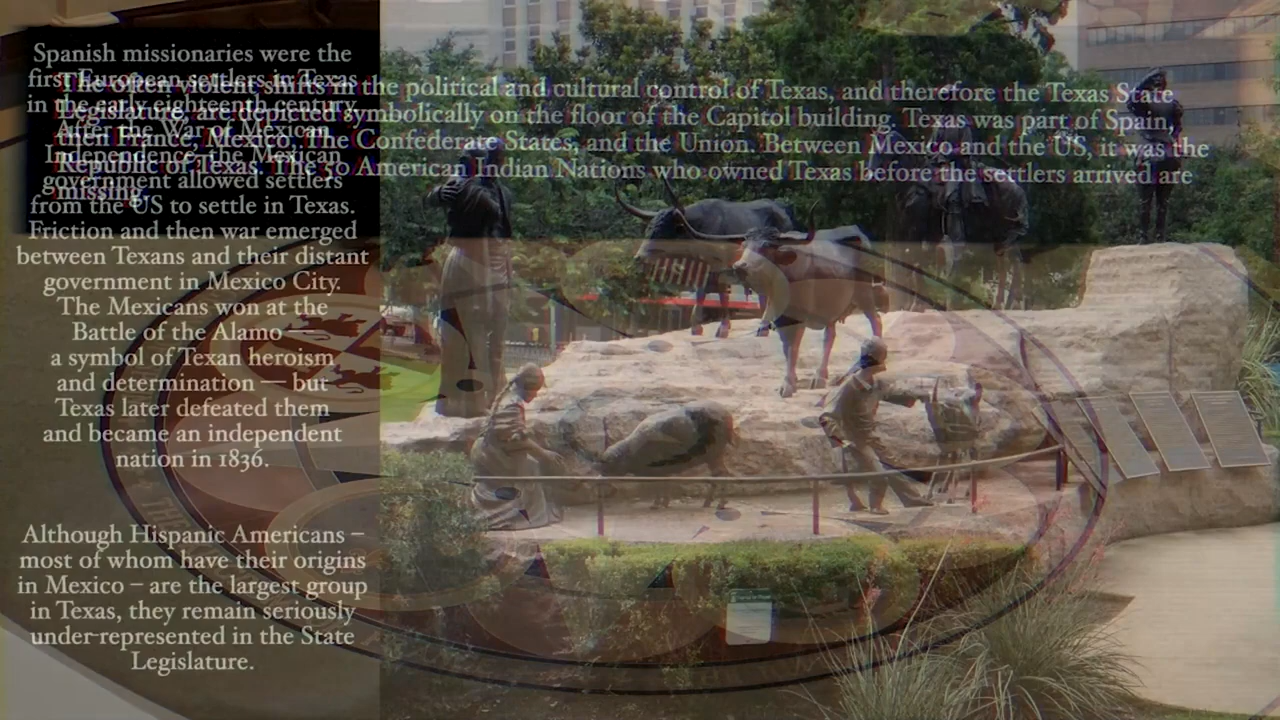 Spanish missionaries were the
first European settlers in Texas
in the early eighteenth century.
After the War of Mexican
Independence, the Mexican
government allowed settlers
from the US to settle in Texas.
Friction and then war emerged
between Texans and their distant
government in Mexico City.
The Mexicans won at the
Battle of the Alamo —
a symbol of Texan heroism
and determination — but
Texas later defeated them
and became an independent
nation in 1836.
Although Hispanic Americans –
most of whom have their origins
in Mexico – are the largest group
in Texas, they remain seriously
under-represented in the State
Legislature.
The often violent shifts in the political and cultural control of Texas, and therefore the Texas State
Legislature, are depicted symbolically on the floor of the Capitol building. Texas was part of Spain,
then France, Mexico, The Confederate States, and the Union. Between Mexico and the US, it was the
Republic of Texas. The 50 American Indian Nations who owned Texas before the settlers arrived are
missing.